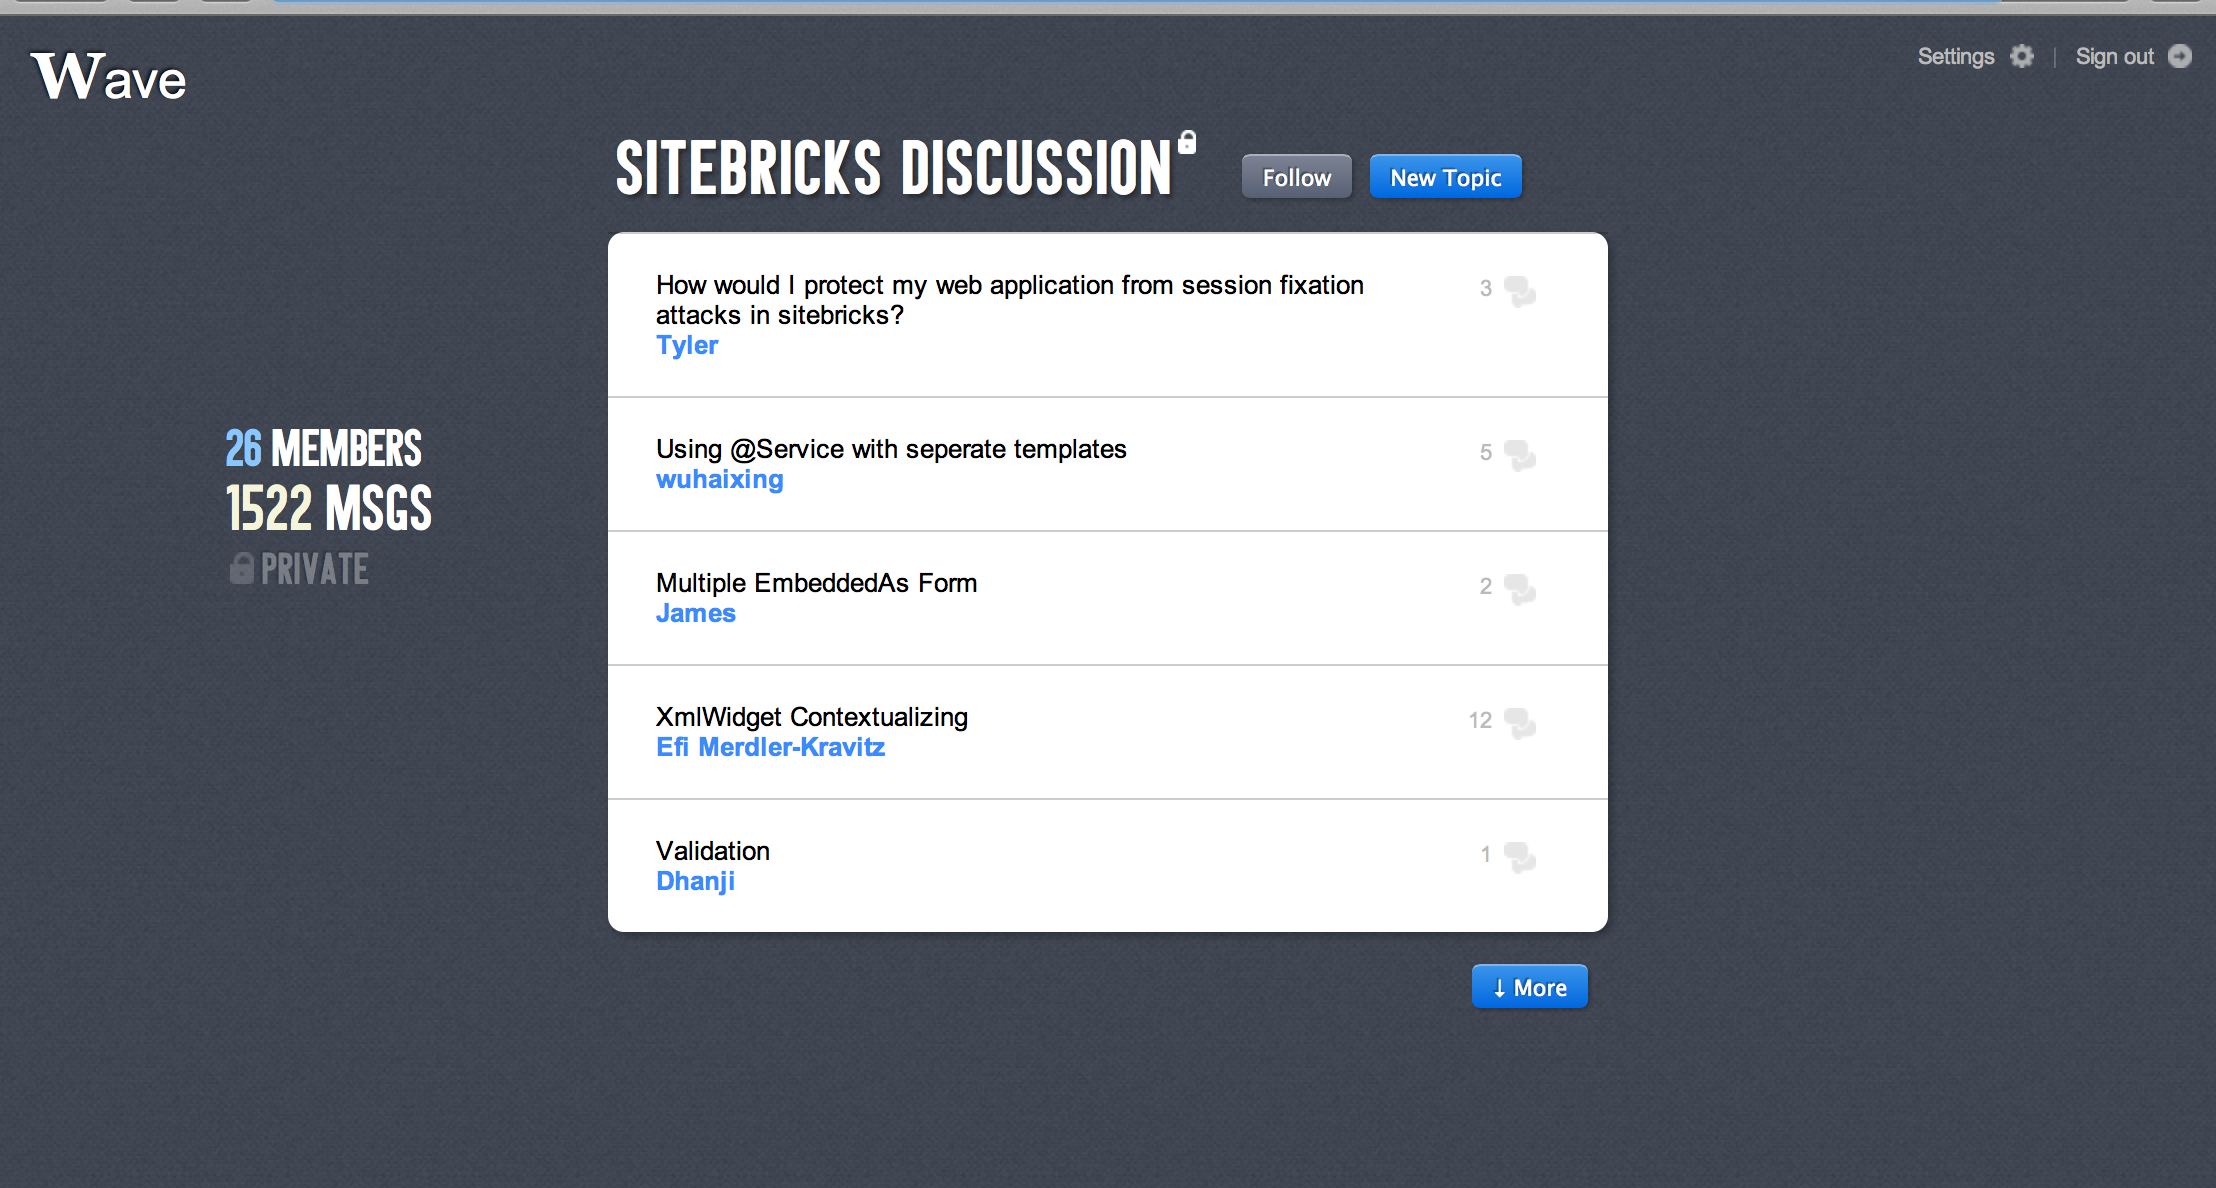 Wave
Settings | Sign out
SITEBRICKS DISCUSSION
Follow
New Topic
How would I protect my web application from session fixation
attacks in sitebricks?
Tyler
3
Using @Service with seperate templates
wuhaixing
5
Multiple EmbeddedAs Form
James
2
XmlWidget Contextualizing
Efi Merdler-Kravitz
12
Validation
Dhanji
1
↓ More
26 MEMBERS
1522 MSGS
PRIVATE